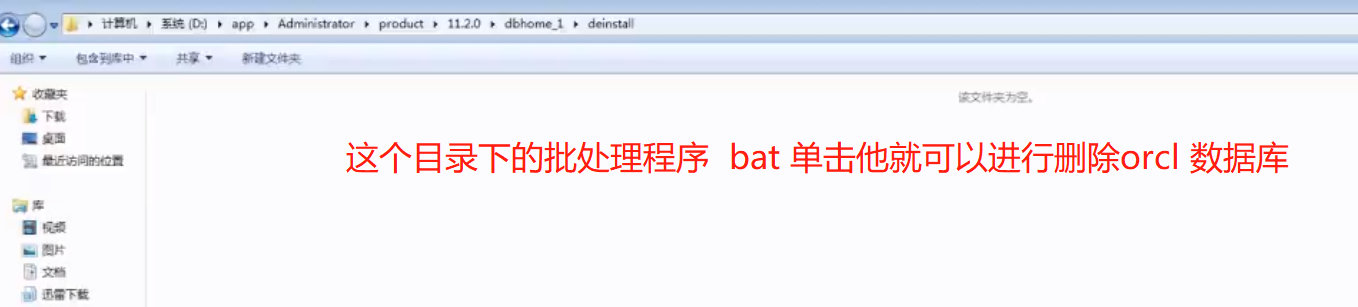 计算机 系统 (D:) app Administrator product 11.2.0 dbhome_1 deinstall
组织 包含到库中 共享 新建文件夹
收藏夹
该文件夹为空。
下载
桌面
最近访问的位置
这个目录下的批处理程序 bat 单击他就可以进行删除orcl 数据库
库
视频
图片
文档
迅雷下载